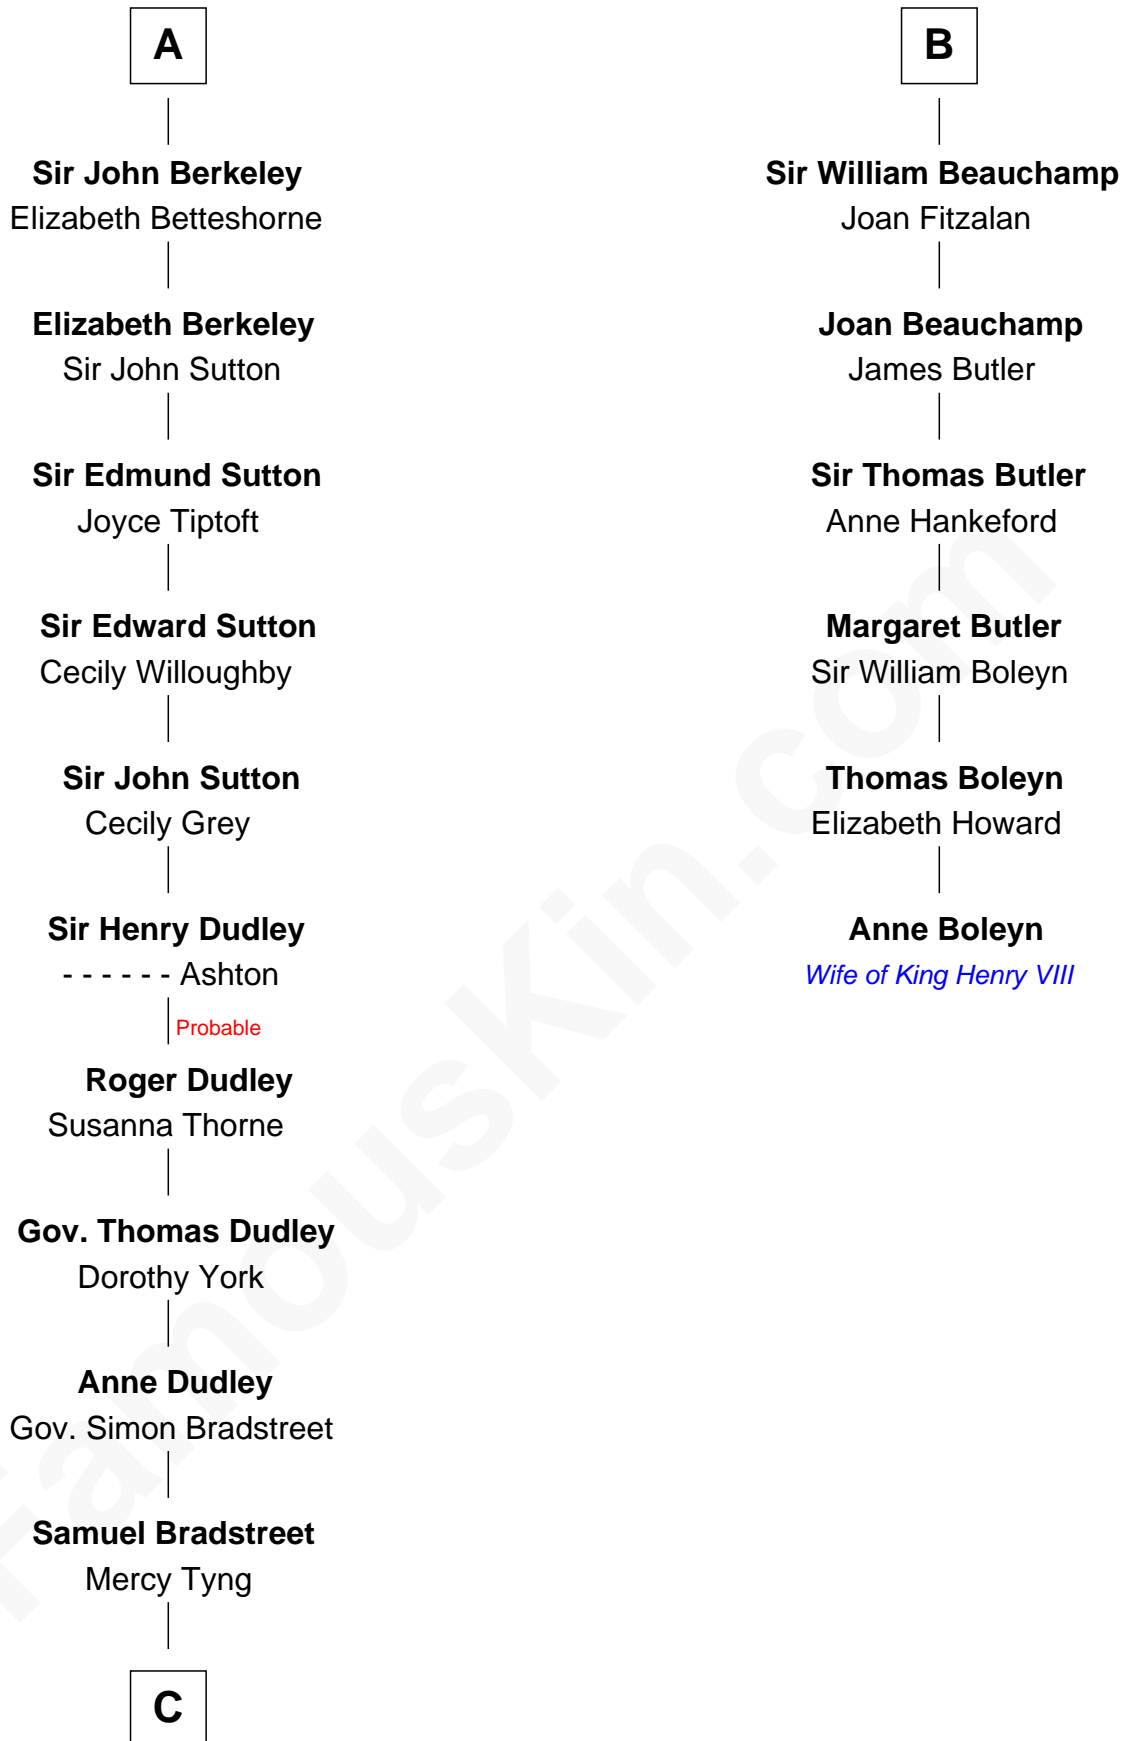 A
Sir John Berkeley
Elizabeth Betteshorne
Elizabeth Berkeley
Sir John Sutton
Sir Edmund Sutton
Joyce Tiptoft
Sir Edward Sutton
Cecily Willoughby
Sir John Sutton
Cecily Grey
Sir Henry Dudley
- - - - - - Ashton
Probable
Roger Dudley
Susanna Thorne
Gov. Thomas Dudley
Dorothy York
Anne Dudley
Gov. Simon Bradstreet
Samuel Bradstreet
Mercy Tyng
C
B
Sir William Beauchamp
Joan Fitzalan
Joan Beauchamp
James Butler
Sir Thomas Butler
Anne Hankeford
Margaret Butler
Sir William Boleyn
Thomas Boleyn
Elizabeth Howard
Anne Boleyn
Wife of King Henry VIII
FamousKin.com